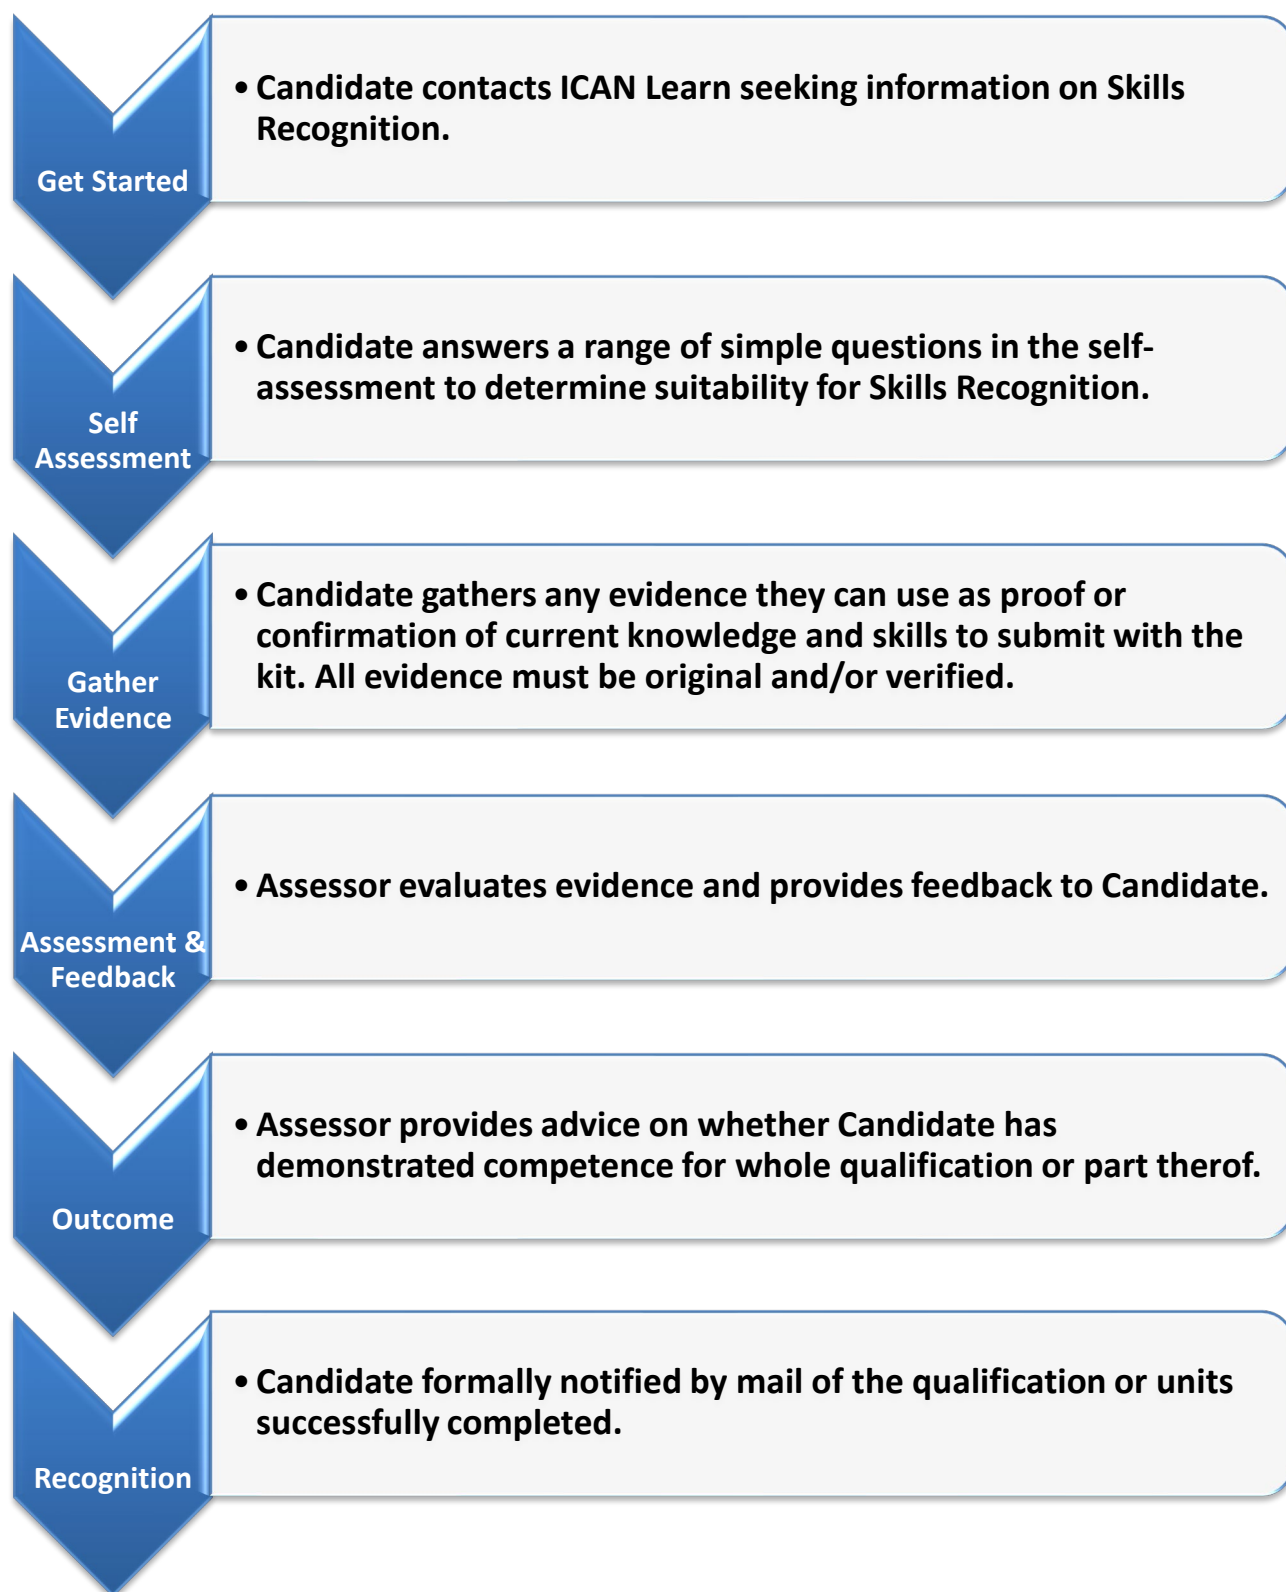 Get Started
• Candidate contacts ICAN Learn seeking information on Skills
Recognition.
Self
Assessment
• Candidate answers a range of simple questions in the self-
assessment to determine suitability for Skills Recognition.
Gather
Evidence
• Candidate gathers any evidence they can use as proof or
confirmation of current knowledge and skills to submit with the
kit. All evidence must be original and/or verified.
Assessment &
Feedback
• Assessor evaluates evidence and provides feedback to Candidate.
Outcome
• Assessor provides advice on whether Candidate has
demonstrated competence for whole qualification or part therof.
Recognition
• Candidate formally notified by mail of the qualification or units
successfully completed.